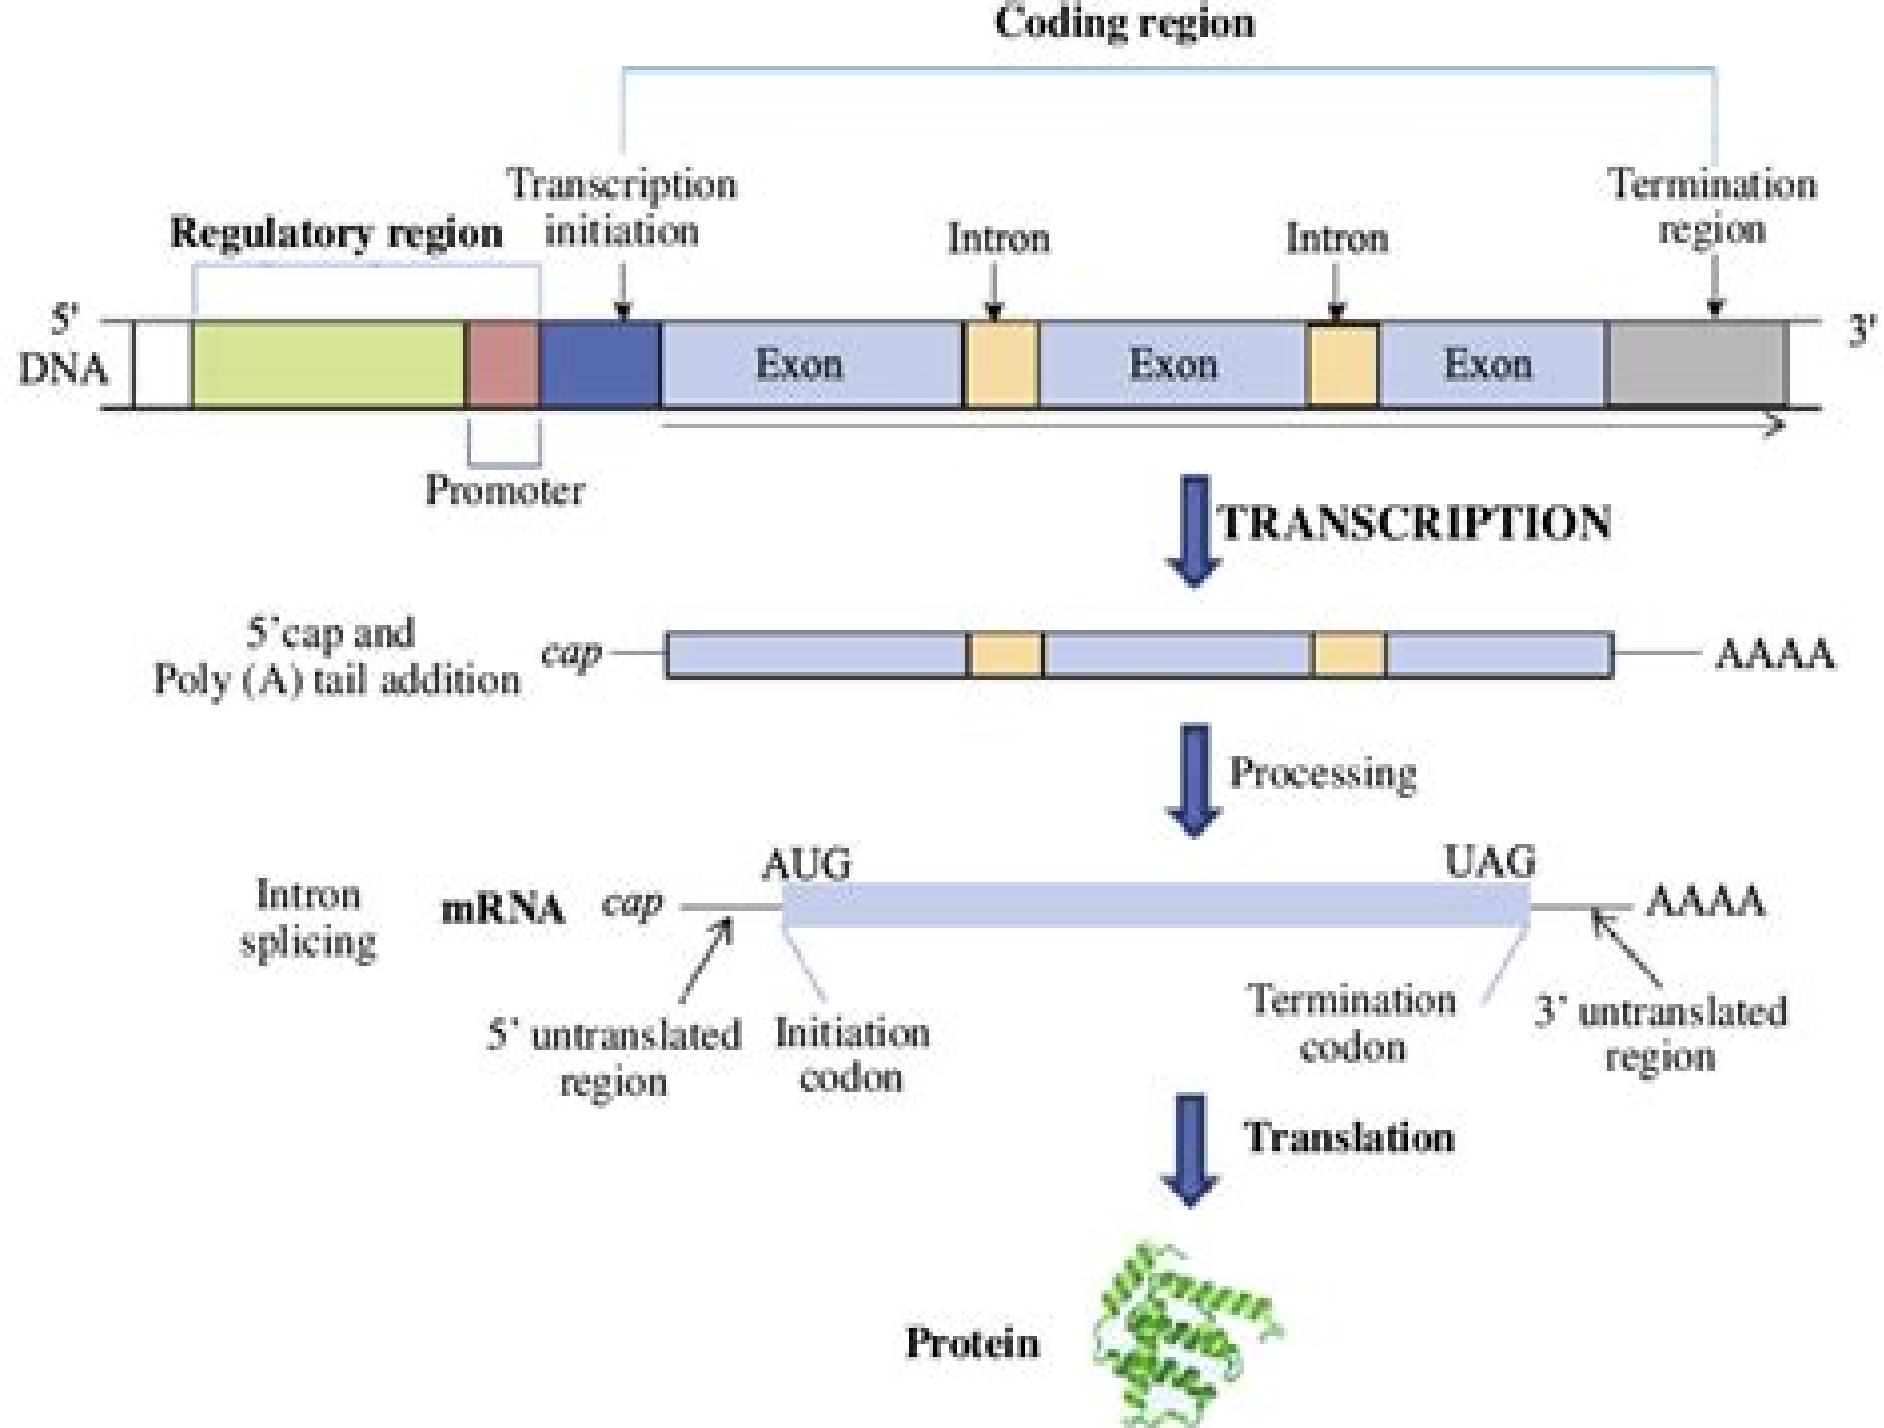 Coding region
Transcription
initiation
Regulatory region
Intron
Intron
Termination
region
5'
DNA
Exon
Exon
Exon
3'
Promoter
TRANSCRIPTION
5'cap and
Poly (A) tail addition
cap
AAAA
Processing
AUG
UAG
Intron
splicing
mRNA
cap
AAAA
5' untranslated
region
Initiation
codon
Termination
codon
3' untranslated
region
Translation
Protein